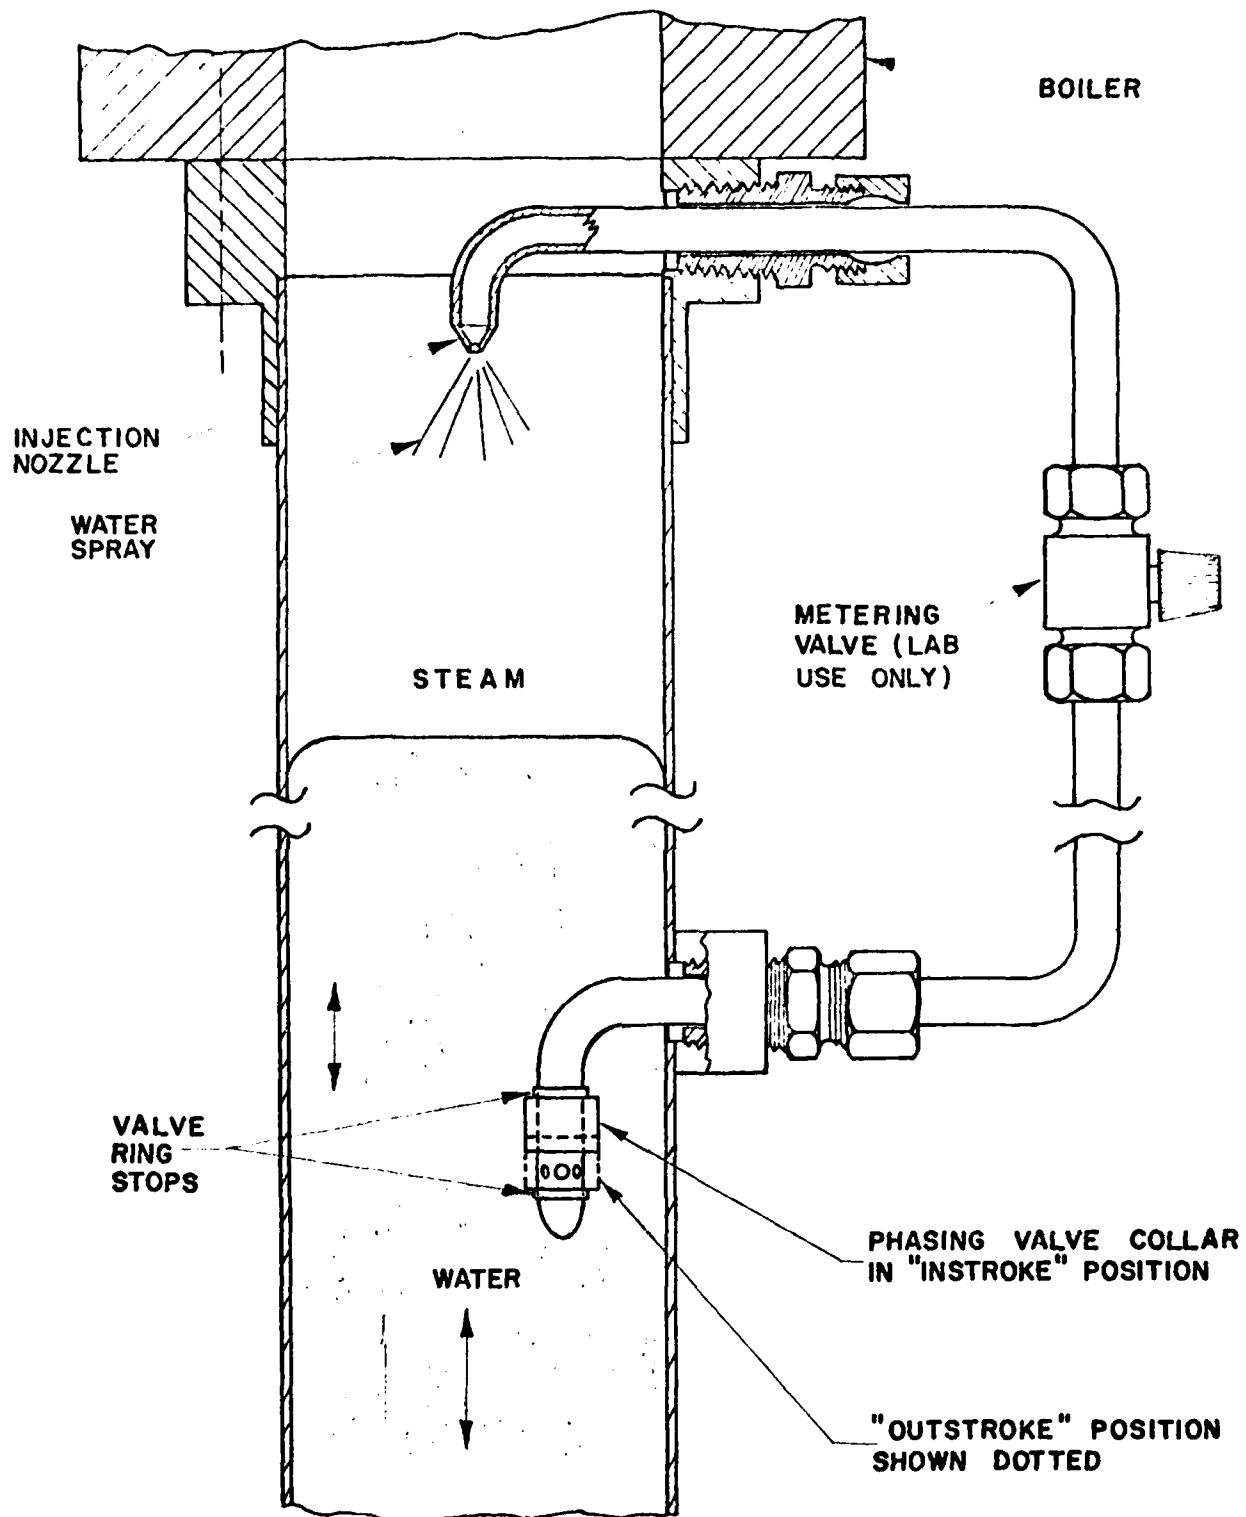 BOILER
INJECTION
NOZZLE
WATER
SPRAY
METERING
VALVE (LAB
USE ONLY)
STEAM
VALVE
RING
STOPS
WATER
PHASING VALVE COLLAR
IN "INSTROKE" POSITION
"OUTSTROKE" POSITION
SHOWN DOTTED